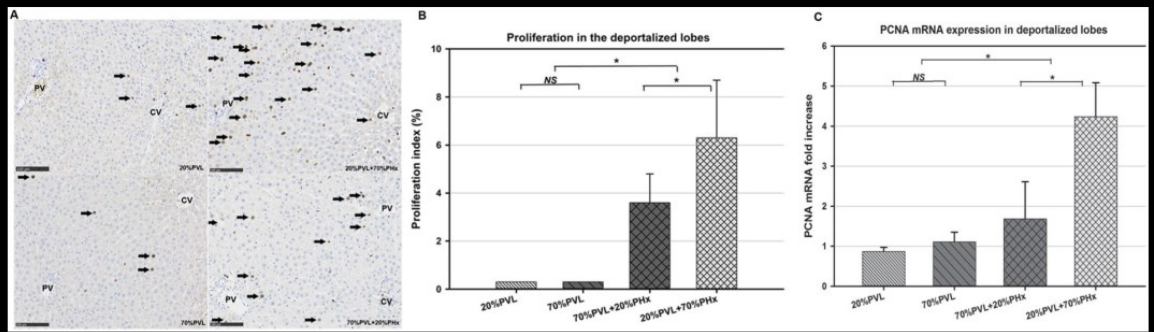 A
PV
CV
20%PVL
PV
CV
20%PVL+70%PHx
CV
PV
70%PVL
PV
PV
CV
70%PVL+20%PHx
B
Proliferation in the deportalized lobes
Proliferation index (%)
10
8
6
4
2
0
*
NS
*
20%PVL
70%PVL
70%PVL+20%PHx
20%PVL+70%PHx
C
PCNA mRNA expression in deportalized lobes
PCNA mRNA fold increase
6
5
4
3
2
1
0
*
NS
*
20%PVL
70%PVL
70%PVL+20%PHx
20%PVL+70%PHx